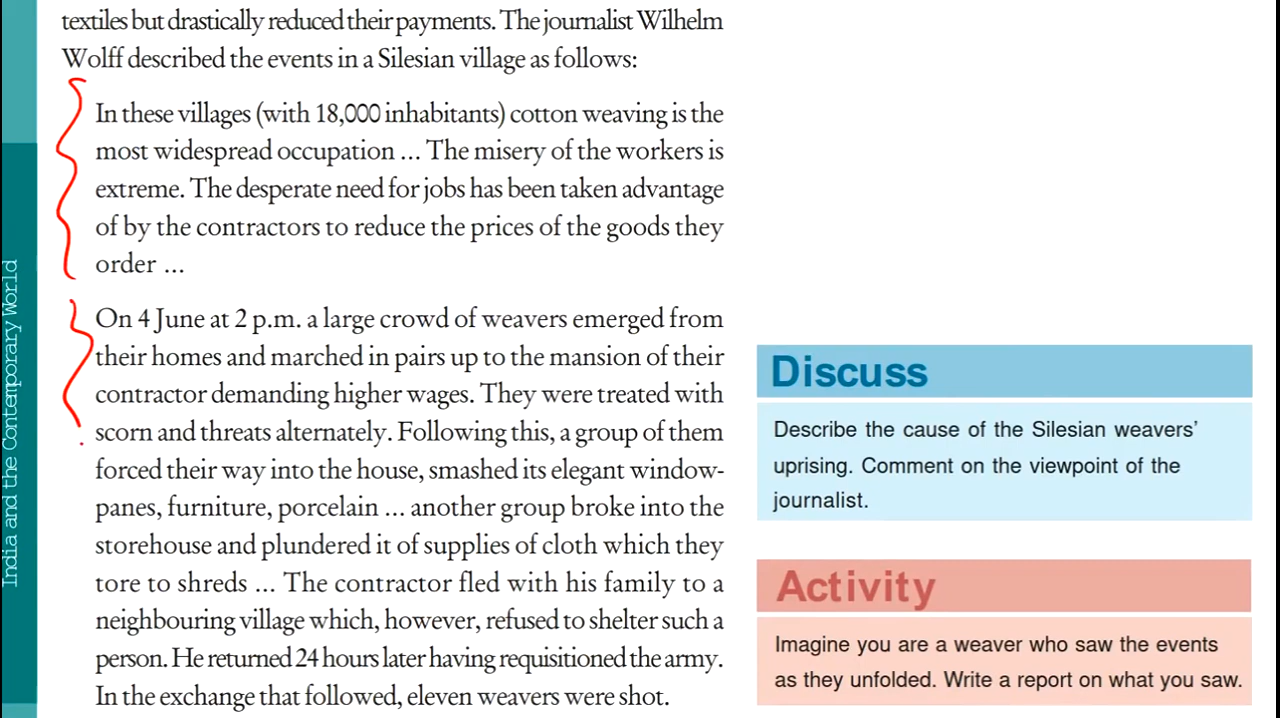 textiles but drastically reduced their payments. The journalist Wilhelm
Wolff described the events in a Silesian village as follows:
In these villages (with 18,000 inhabitants) cotton weaving is the
most widespread occupation … The misery of the workers is
extreme. The desperate need for jobs has been taken advantage
of by the contractors to reduce the prices of the goods they
order …
On 4 June at 2 p.m. a large crowd of weavers emerged from
their homes and marched in pairs up to the mansion of their
contractor demanding higher wages. They were treated with
scorn and threats alternately. Following this, a group of them
forced their way into the house, smashed its elegant window-
panes, furniture, porcelain … another group broke into the
storehouse and plundered it of supplies of cloth which they
tore to shreds … The contractor fled with his family to a
neighbouring village which, however, refused to shelter such a
person. He returned 24 hours later having requisitioned the army.
In the exchange that followed, eleven weavers were shot.
India and the Contemporary World
Discuss
Describe the cause of the Silesian weavers’
uprising. Comment on the viewpoint of the
journalist.
Activity
Imagine you are a weaver who saw the events
as they unfolded. Write a report on what you saw.